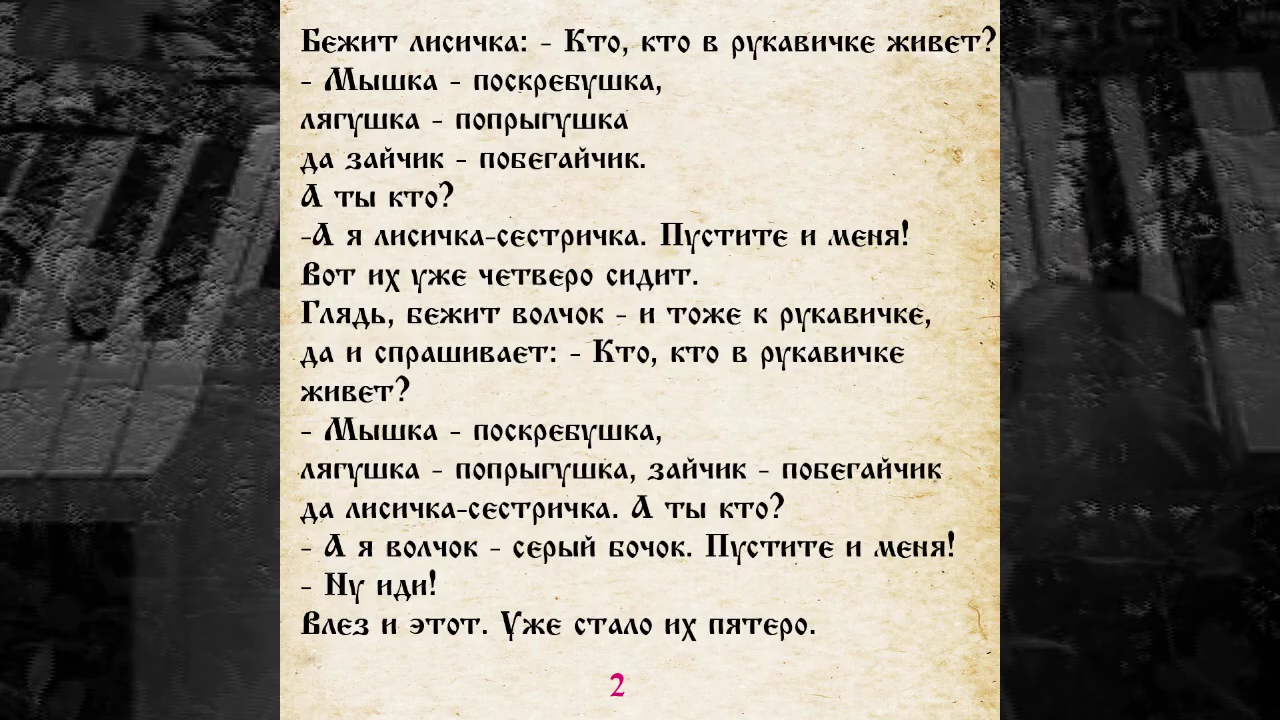 Бежит лисичка: - Кто, кто в рукавичке живет?
- Мышка - поскребушка,
лягушка - попрыгушка
да зайчик - побегайчик.
А ты кто?
-А я лисичка-сестричка. Пустите и меня!
Вот их уже четверо сидит.
Глядь, бежит волчок - и тоже к рукавичке,
да и спрашивает: - Кто, кто в рукавичке
живет?
- Мышка - поскребушка,
лягушка - попрыгушка, зайчик - побегайчик
да лисичка-сестричка. А ты кто?
- А я волчок - серый бочок. Пустите и меня!
- Ну иди!
Влез и этот. Уже стало их пятеро.
2